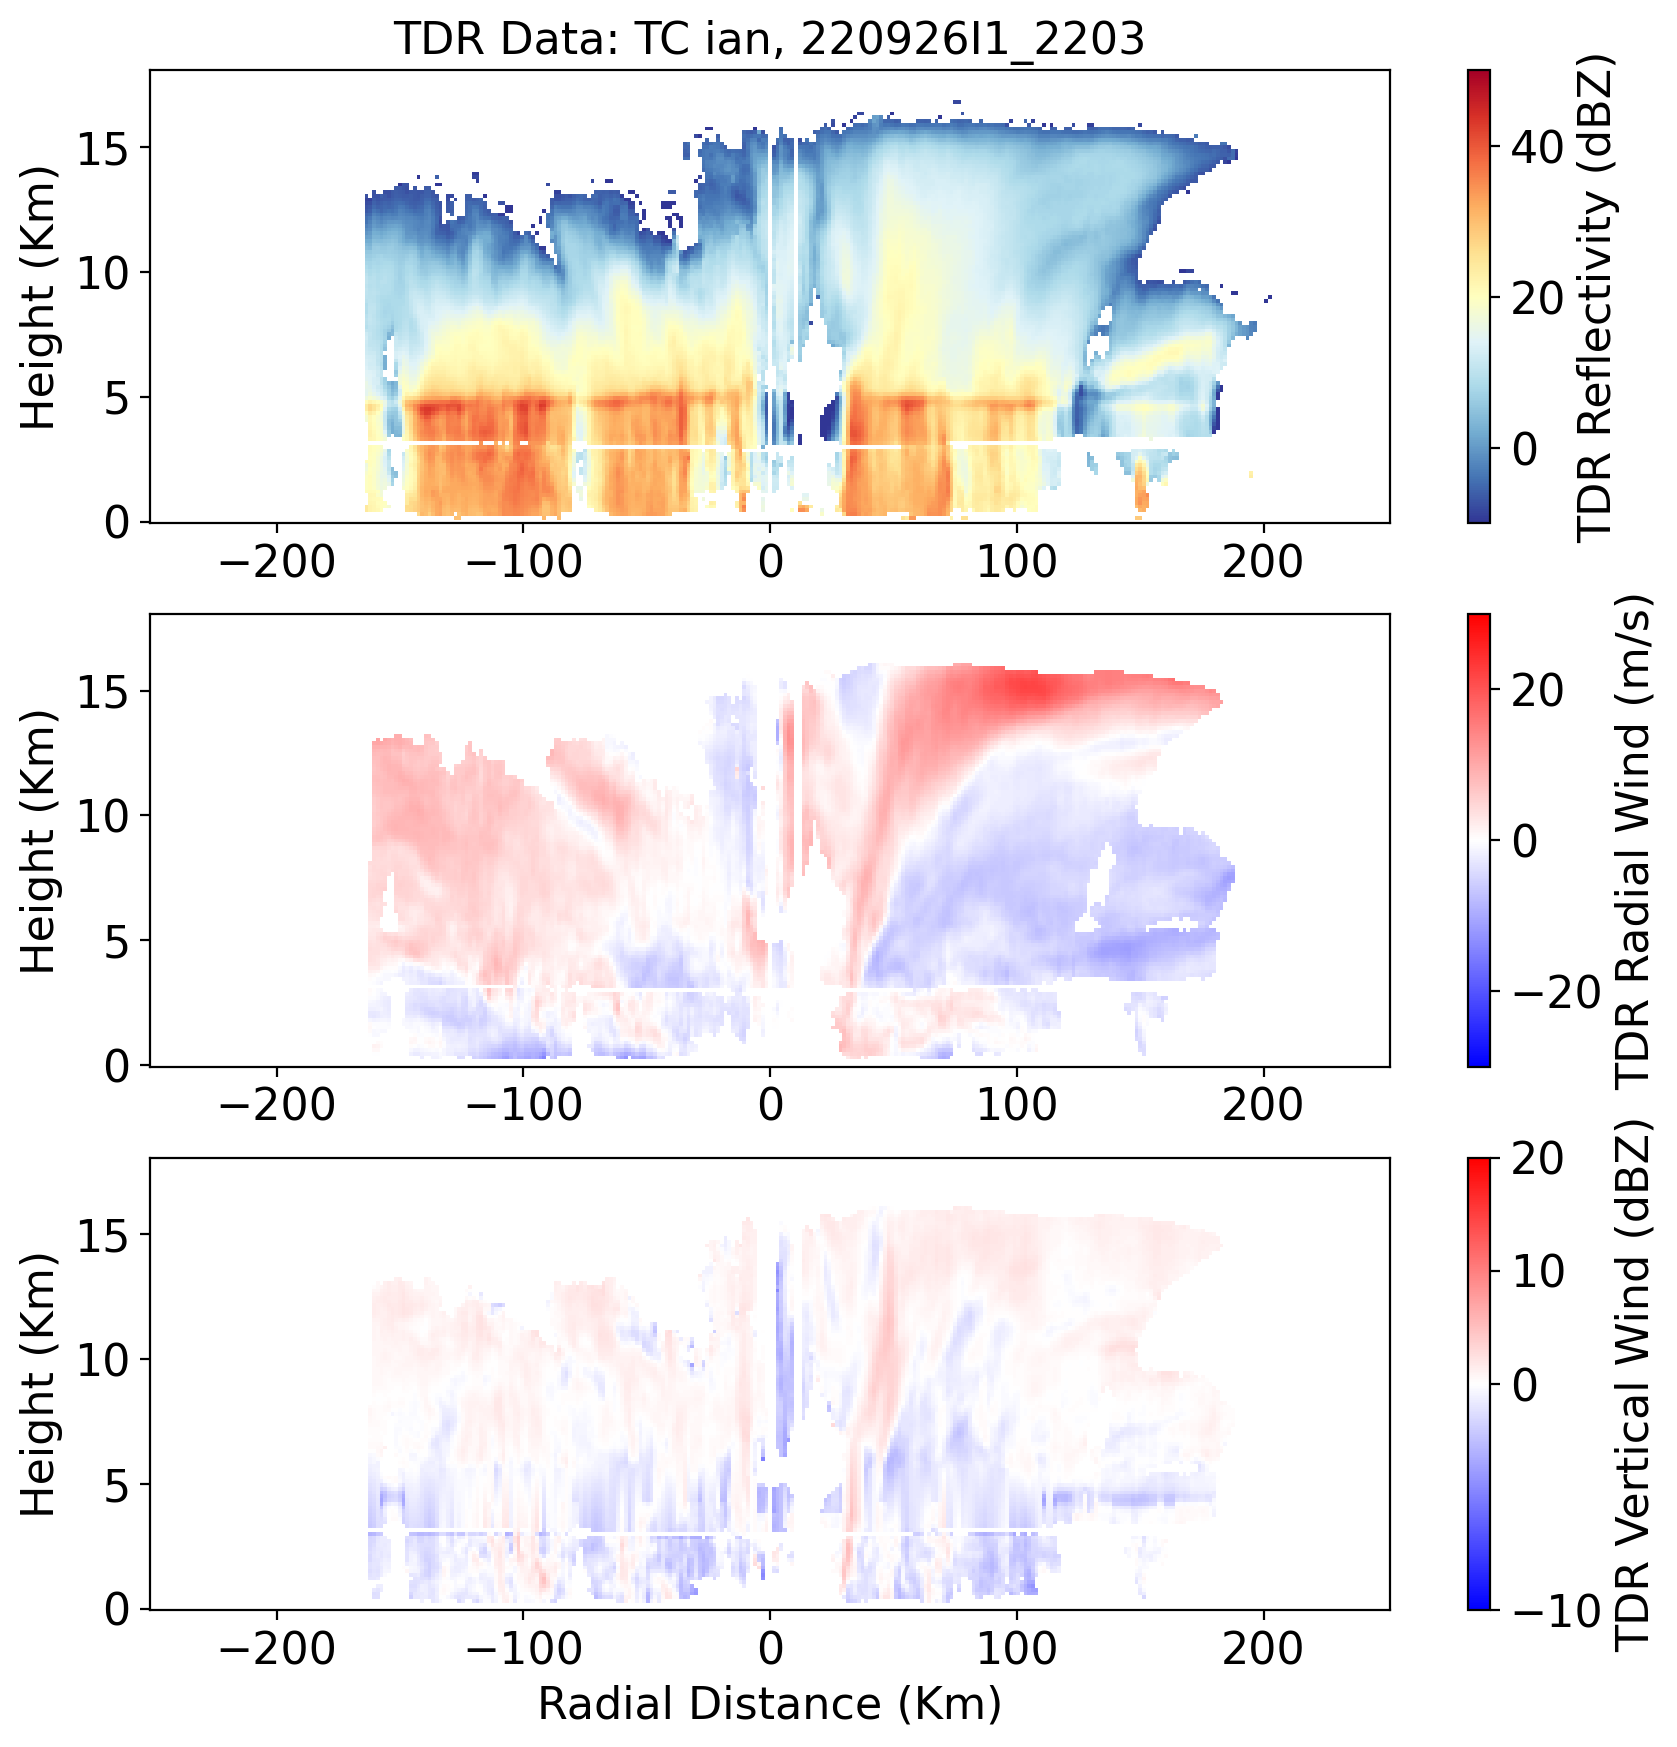 TDR Data: TC ian, 220926I1_2203
15
10
5
0
Height (Km)
−200 −100 0 100 200
40
20
0
TDR Reflectivity (dBZ)
15
10
5
0
Height (Km)
−200 −100 0 100 200
20
0
−20
TDR Radial Wind (m/s)
15
10
5
0
Height (Km)
−200 −100 0 100 200
Radial Distance (Km)
20
10
0
−10
TDR Vertical Wind (dBZ)